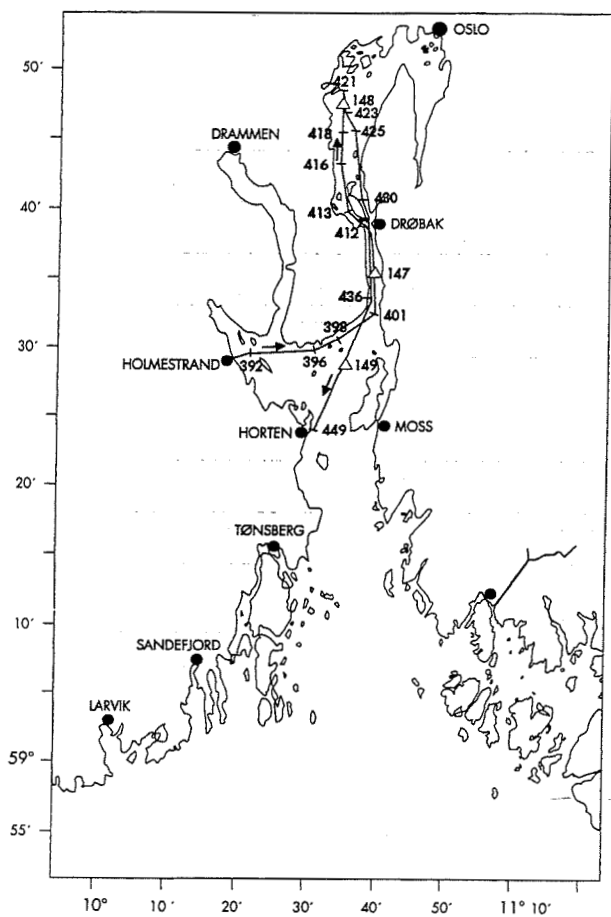 OSLO
50′
421
148
423
DRAMMEN
418
425
416
430
40′
413
DRØBAK
412
147
436
401
30′
398
HOLMESTRAND
392
396
149
HORTEN
449
MOSS
20′
TØNSBERG
10′
SANDEFJORD
LARVIK
59°
55′
10° 10′ 20′ 30′ 40′ 50′ 11° 10′